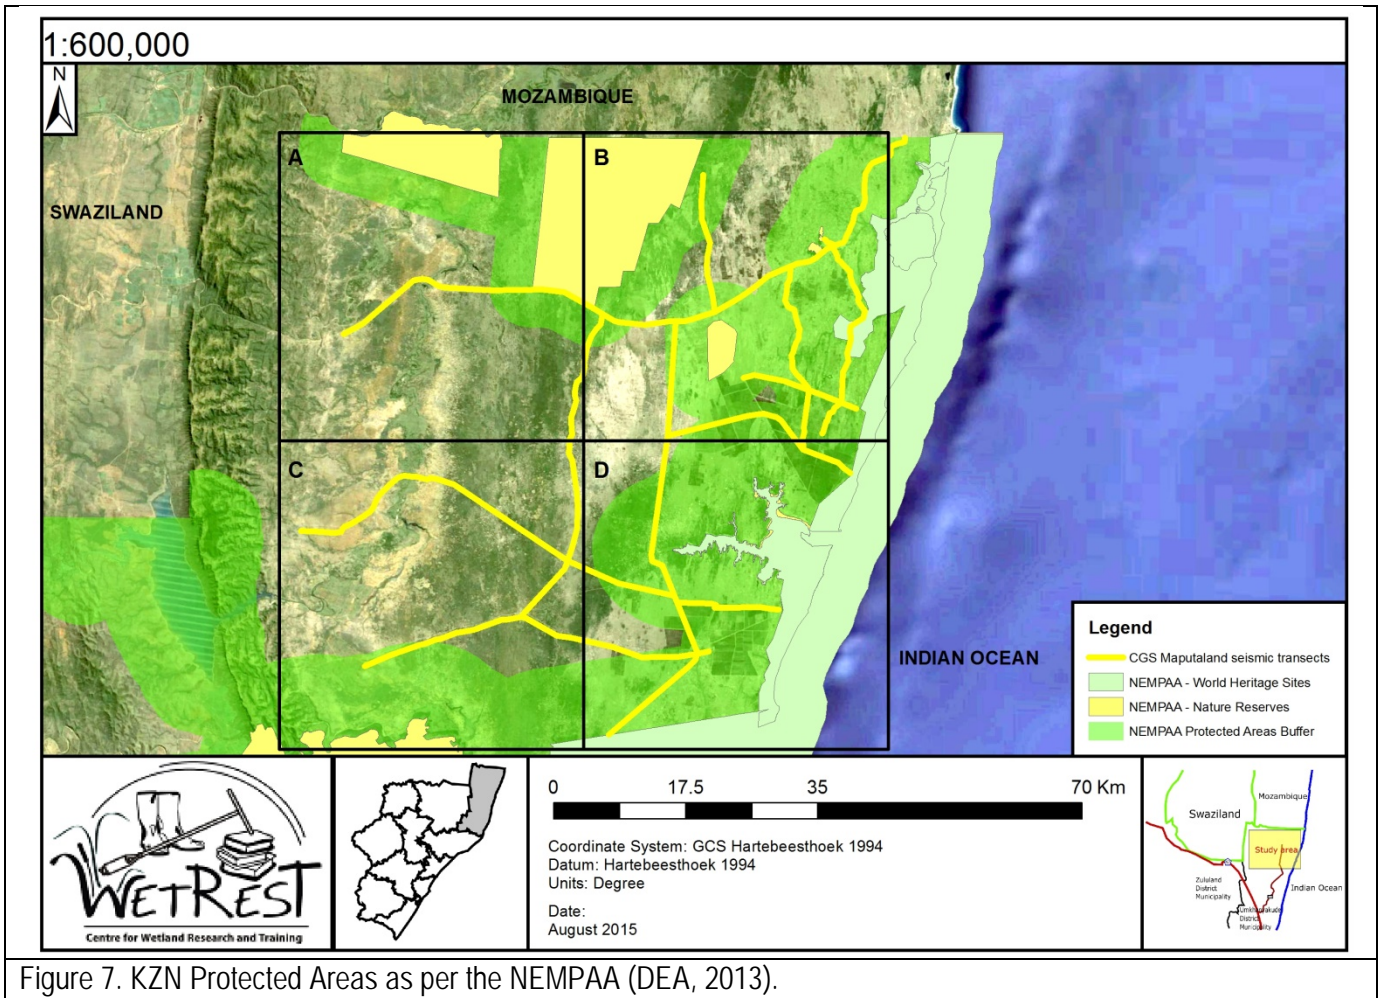 1:600,000
N
MOZAMBIQUE
A
B
SWAZILAND
C
D
INDIAN OCEAN
Legend
CGS Maputaland seismic transects
NEMPAA - World Heritage Sites
NEMPAA - Nature Reserves
NEMPAA Protected Areas Buffer
WETREST
Centre for Wetland Research and Training
0 17.5 35 70 Km
Coordinate System: GCS Hartebeesthoek 1994
Datum: Hartebeesthoek 1994
Units: Degree
Date:
August 2015
Mozambique
Swaziland
Study area
Zululand
District
Municipality
Indian Ocean
District
Municipality
Figure 7. KZN Protected Areas as per the NEMPAA (DEA, 2013).